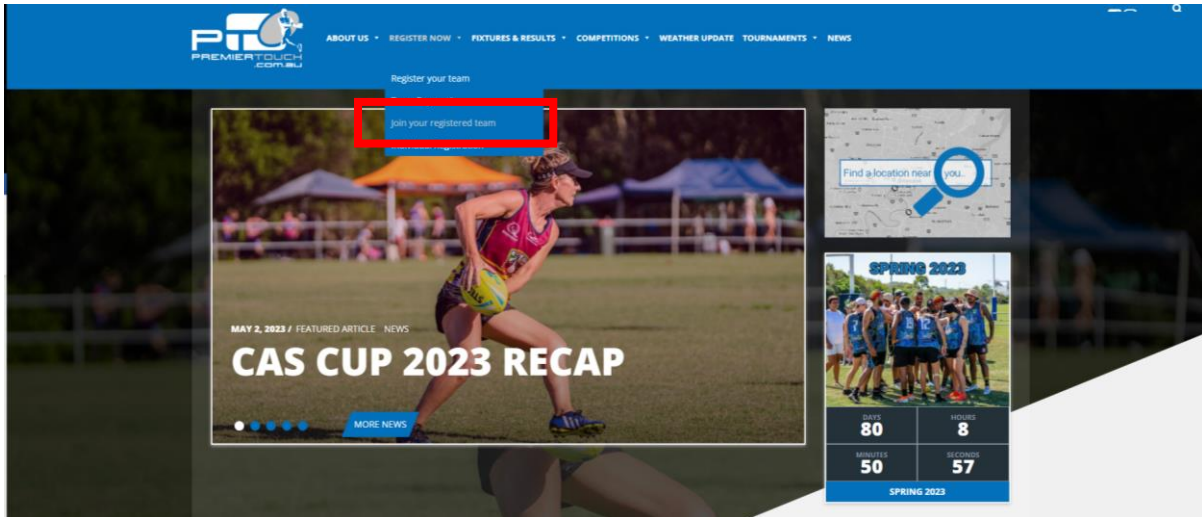 PT
PREMIERTOUCH
.com.au
ABOUT US REGISTER NOW FIXTURES & RESULTS COMPETITIONS WEATHER UPDATE TOURNAMENTS NEWS
Register your team
Join your registered team
Find a location near you..
MAY 2, 2023 / FEATURED ARTICLE NEWS
CAS CUP 2023 RECAP
MORE NEWS
SPRING 2023
DAYS HOURS
80 8
MINUTES SECONDS
50 57
SPRING 2023